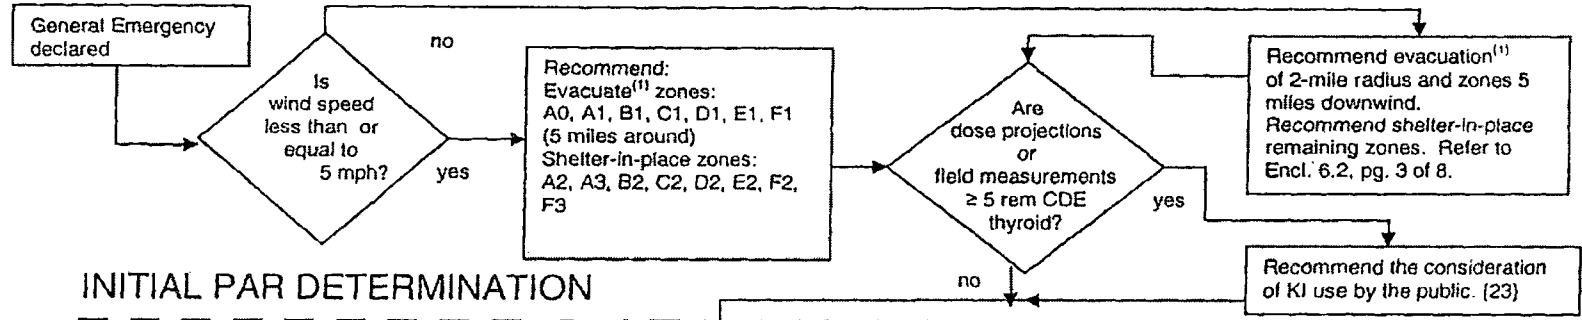 General Emergency
declared
Is
wind speed
less than or
equal to
5 mph?
no
yes
Recommend:
Evacuate(1) zones:
A0, A1, B1, C1, D1, E1, F1
(5 miles around)
Shelter-in-place zones:
A2, A3, B2, C2, D2, E2, F2,
F3
Are
dose projections
or
field measurements
≥ 5 rem CDE
thyroid?
yes
no
Recommend evacuation(1)
of 2-mile radius and zones 5
miles downwind.
Recommend shelter-in-place
remaining zones. Refer to
Encl. 6.2, pg. 3 of 8.
Recommend the consideration
of KI use by the public. {23}
INITIAL PAR DETERMINATION